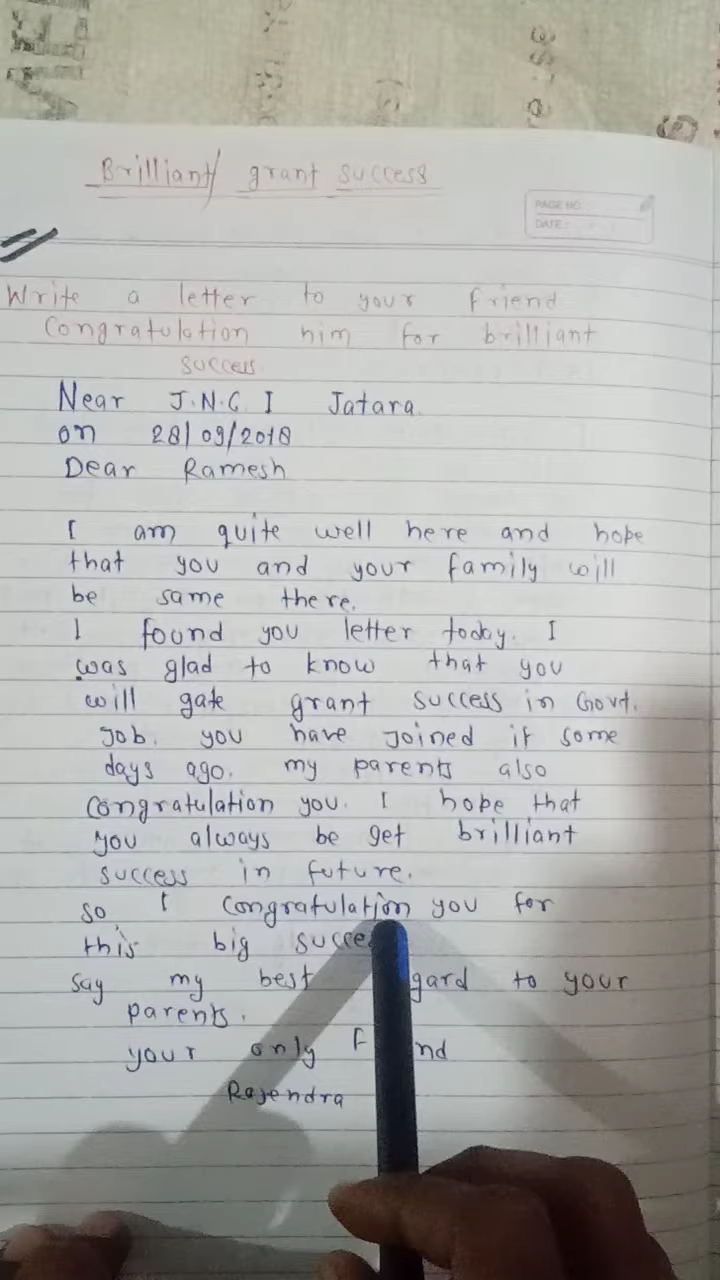 Brilliant/ grant success
PAGE NO.:
DATE:
Write a letter to your friend
Congratulation him for brilliant
success.
Near J.N.C I Jatara.
on 28/09/2018
Dear Ramesh
I am quite well here and hope
that you and your family will
be same there.
I found you letter today. I
was glad to know that you
will gate grant success in Govt.
Job. you have Joined it some
days ago. my parents also
Congratulation you. I hope that
you always be get brilliant
success in future.
so I Congratulation you for
this big succe
say my best gard to your
parents.
your only f nd
Rajendra